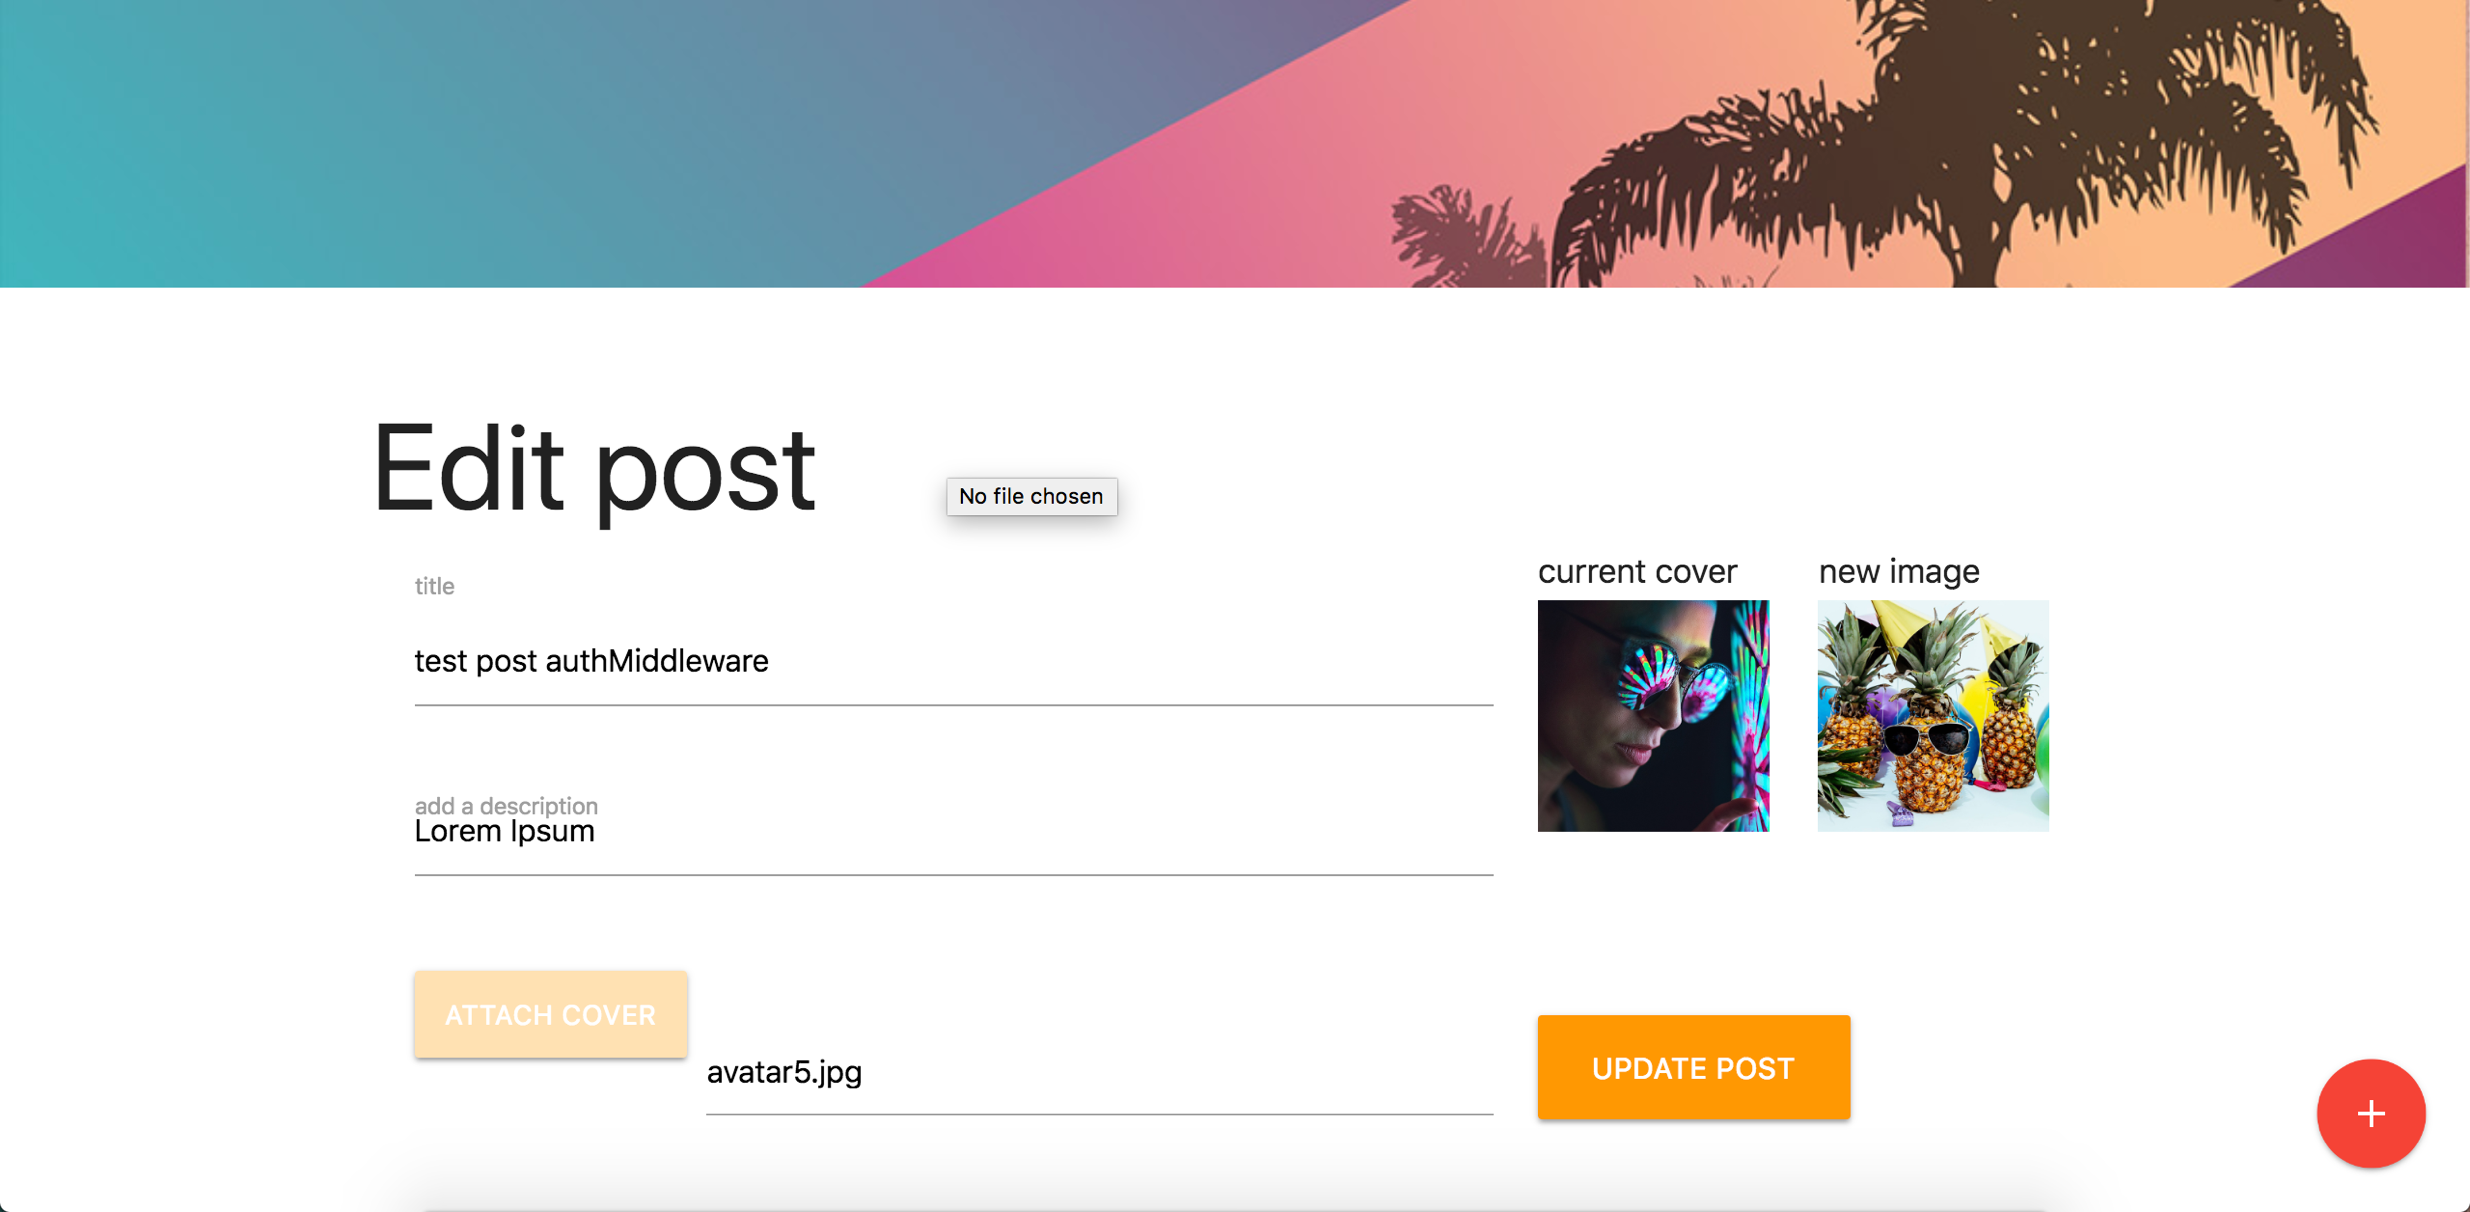 Edit post
No file chosen
title
test post authMiddleware
add a description
Lorem Ipsum
current cover
new image
ATTACH COVER
avatar5.jpg
UPDATE POST
+